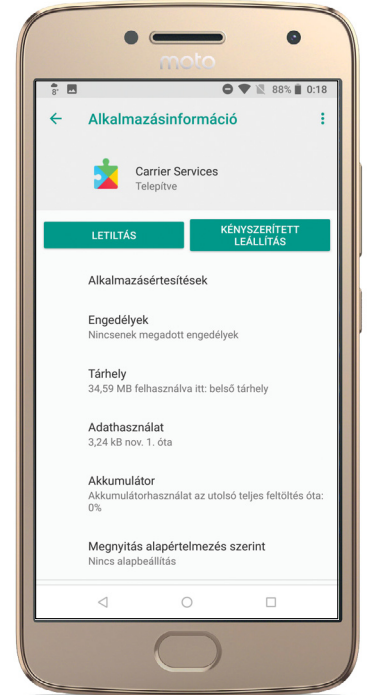 moto
8°
88% 0:18
Alkalmazásinformáció
Carrier Services
Telepítve
LETILTÁS
KÉNYSZERÍTETT
LEÁLLÍTÁS
Alkalmazásértesítések
Engedélyek
Nincsenek megadott engedélyek
Tárhely
34,59 MB felhasználva itt: belső tárhely
Adathasználat
3,24 kB nov. 1. óta
Akkumulátor
Akkumulátorhasználat az utolsó teljes feltöltés óta:
0%
Megnyitás alapértelmezés szerint
Nincs alapbeállítás